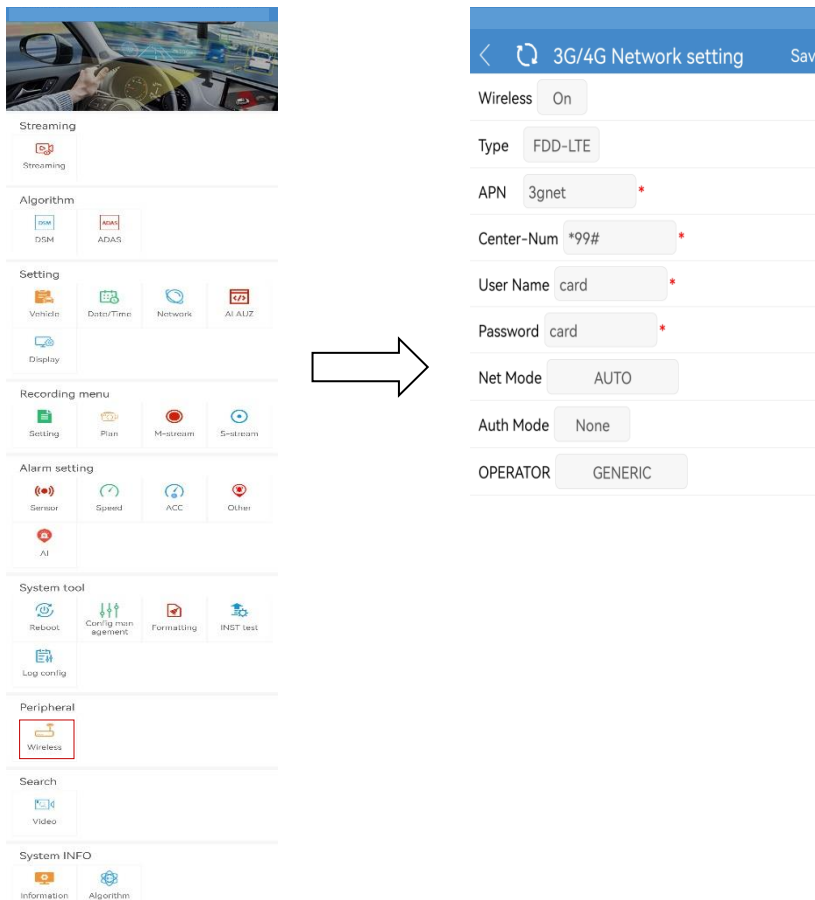 Streaming
Streaming
Algorithm
DSM
ADAS
DSM
ADAS
Setting
Vehicle
Date/Time
Network
AI AUZ
Display
Recording menu
Setting
Plan
M-stream
S-stream
Alarm setting
Sensor
Speed
ACC
Other
AI
System tool
Reboot
Config man
agement
Formatting
INST test
Log config
Peripheral
Wireless
Search
Video
System INFO
Information
Algorithm
3G/4G Network setting
Sav
Wireless On
Type FDD-LTE
APN 3gnet *
Center-Num *99# *
User Name card *
Password card *
Net Mode AUTO
Auth Mode None
OPERATOR GENERIC